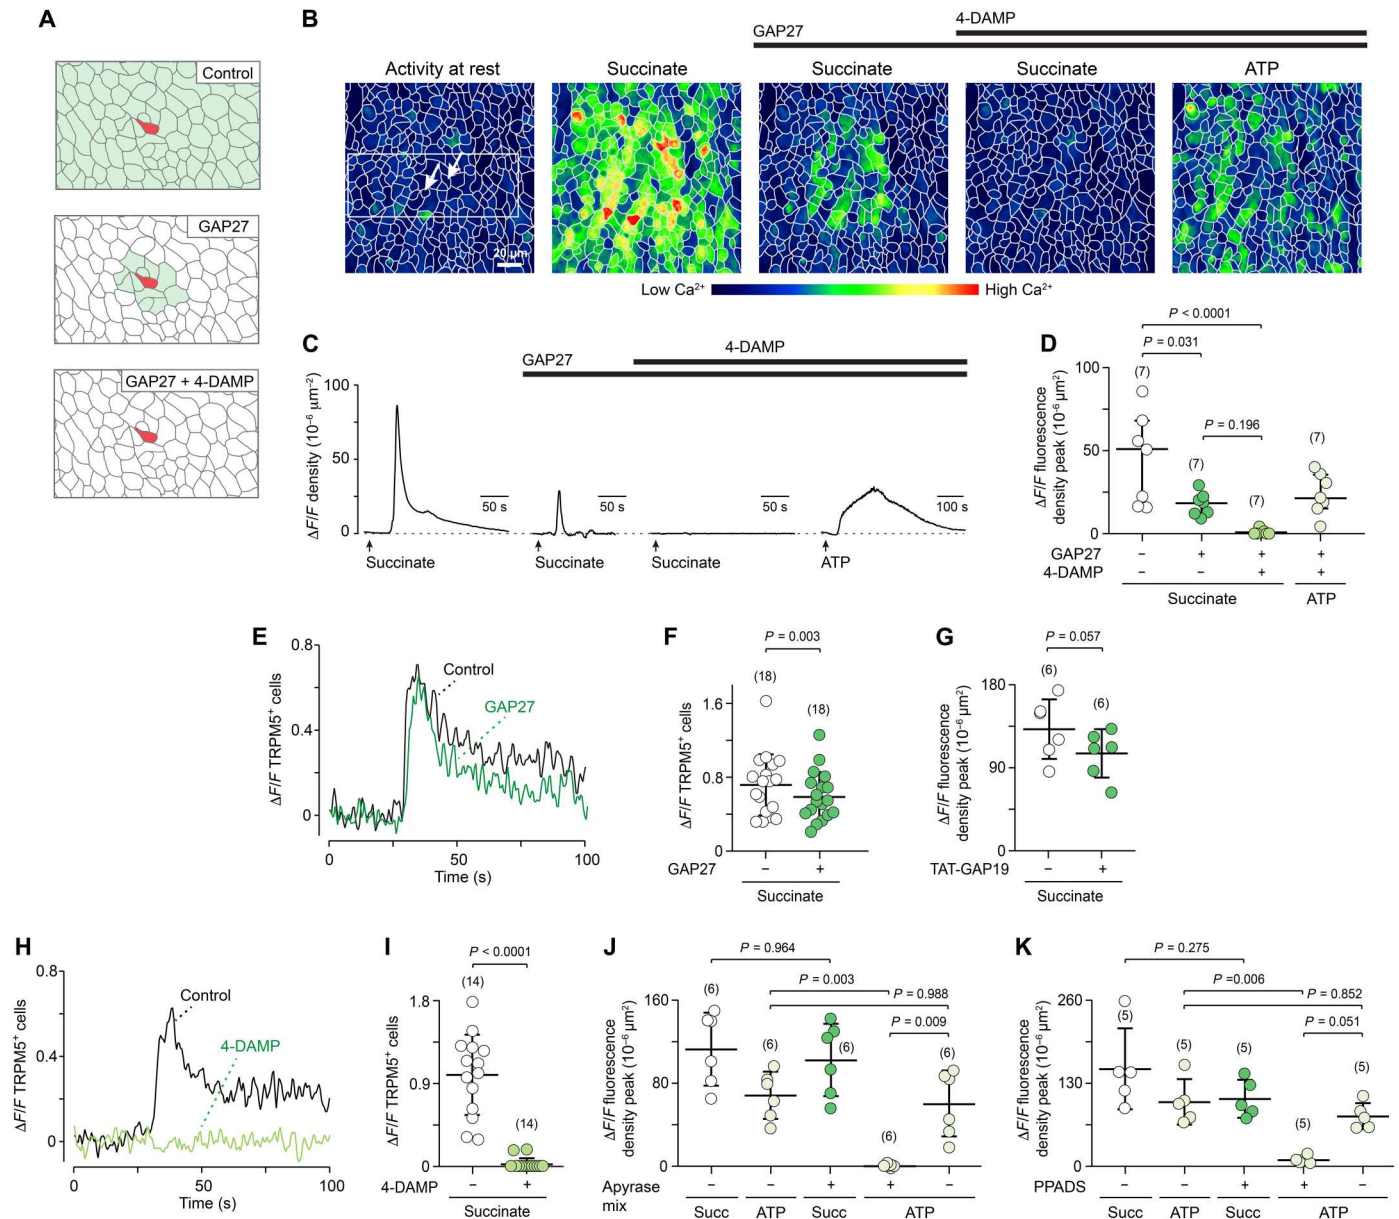 A
Control
GAP27
GAP27 + 4-DAMP
B
4-DAMP
GAP27
Activity at rest
Succinate
Succinate
Succinate
ATP
20 µm
Low Ca²⁺
High Ca²⁺
C
4-DAMP
GAP27
ΔF/F density (10⁻⁶ µm⁻²)
100
50
0
50 s
50 s
50 s
100 s
Succinate
Succinate
Succinate
ATP
D
P < 0.0001
P = 0.031
P = 0.196
(7)
(7)
(7)
(7)
ΔF/F fluorescence
density peak (10⁻⁶ µm²)
100
50
0
GAP27 – + + +
4-DAMP – – + +
Succinate
ATP
E
ΔF/F TRPM5⁺ cells
0.8
0.4
0
Control
GAP27
0 50 100
Time (s)
F
P = 0.003
(18)
(18)
ΔF/F TRPM5⁺ cells
1.6
0.8
0
GAP27 – +
Succinate
G
P = 0.057
(6)
(6)
ΔF/F fluorescence
density peak (10⁻⁶ µm²)
180
90
0
TAT-GAP19 – +
Succinate
H
ΔF/F TRPM5⁺ cells
0.8
0.4
0
Control
4-DAMP
0 50 100
Time (s)
I
P < 0.0001
(14)
(14)
ΔF/F TRPM5⁺ cells
1.8
0.9
0
4-DAMP – +
Succinate
J
P = 0.964
P = 0.003
P = 0.988
P = 0.009
(6)
(6)
(6)
(6)
(6)
ΔF/F fluorescence
density peak (10⁻⁶ µm²)
160
80
0
Apyrase – – + + –
mix
Succ ATP Succ ATP
K
P = 0.275
P =0.006
P = 0.852
P = 0.051
(5)
(5)
(5)
(5)
(5)
ΔF/F fluorescence
density peak (10⁻⁶ µm²)
260
130
0
PPADS – – + + –
Succ ATP Succ ATP